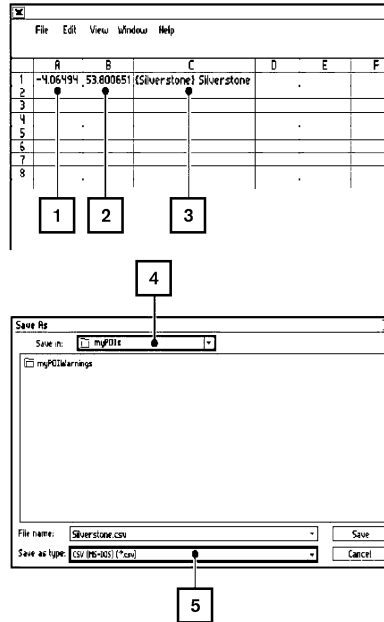 File Edit View Window Help
A B C D E F
1 -4.06494 53.800651 {Silverstone} Silverstone
2
3
4
5
6
7
8
1 2 3
4
Save As
Save in: myPOIs
myPOIWarnings
File name: Silverstone.csv Save
Save as type: CSV (MS-DOS) (*.csv) Cancel
5